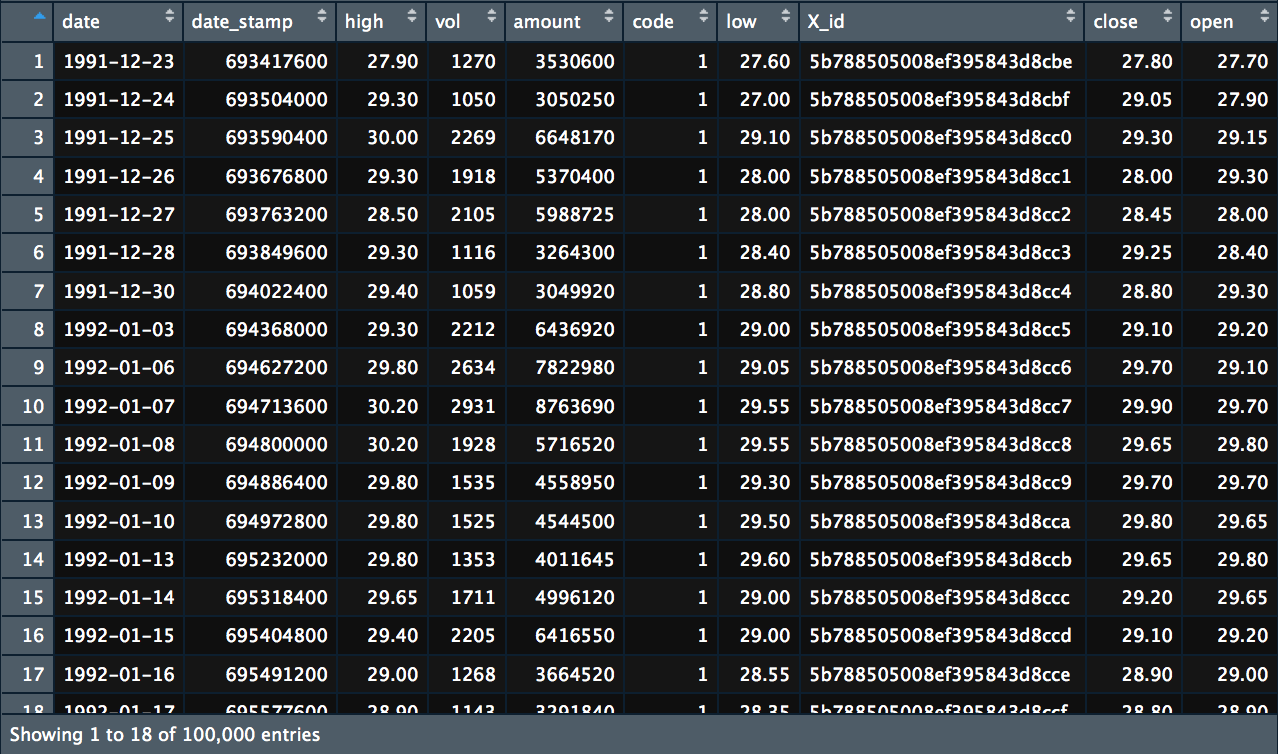 date date_stamp high vol amount code low X_id close open
1 1991-12-23 693417600 27.90 1270 3530600 1 27.60 5b788505008ef395843d8cbe 27.80 27.70
2 1991-12-24 693504000 29.30 1050 3050250 1 27.00 5b788505008ef395843d8cbf 29.05 27.90
3 1991-12-25 693590400 30.00 2269 6648170 1 29.10 5b788505008ef395843d8cc0 29.30 29.15
4 1991-12-26 693676800 29.30 1918 5370400 1 28.00 5b788505008ef395843d8cc1 28.00 29.30
5 1991-12-27 693763200 28.50 2105 5988725 1 28.00 5b788505008ef395843d8cc2 28.45 28.00
6 1991-12-28 693849600 29.30 1116 3264300 1 28.40 5b788505008ef395843d8cc3 29.25 28.40
7 1991-12-30 694022400 29.40 1059 3049920 1 28.80 5b788505008ef395843d8cc4 28.80 29.30
8 1992-01-03 694368000 29.30 2212 6436920 1 29.00 5b788505008ef395843d8cc5 29.10 29.20
9 1992-01-06 694627200 29.80 2634 7822980 1 29.05 5b788505008ef395843d8cc6 29.70 29.10
10 1992-01-07 694713600 30.20 2931 8763690 1 29.55 5b788505008ef395843d8cc7 29.90 29.70
11 1992-01-08 694800000 30.20 1928 5716520 1 29.55 5b788505008ef395843d8cc8 29.65 29.80
12 1992-01-09 694886400 29.80 1535 4558950 1 29.30 5b788505008ef395843d8cc9 29.70 29.70
13 1992-01-10 694972800 29.80 1525 4544500 1 29.50 5b788505008ef395843d8cca 29.80 29.65
14 1992-01-13 695232000 29.80 1353 4011645 1 29.60 5b788505008ef395843d8ccb 29.65 29.80
15 1992-01-14 695318400 29.65 1711 4996120 1 29.00 5b788505008ef395843d8ccc 29.20 29.65
16 1992-01-15 695404800 29.40 2205 6416550 1 29.00 5b788505008ef395843d8ccd 29.10 29.20
17 1992-01-16 695491200 29.00 1268 3664520 1 28.55 5b788505008ef395843d8cce 28.90 29.00
18 1992-01-17 695577600 28.90 1143 3291840 1 28.35 5b788505008ef395843d8ccf 28.80 28.90
Showing 1 to 18 of 100,000 entries